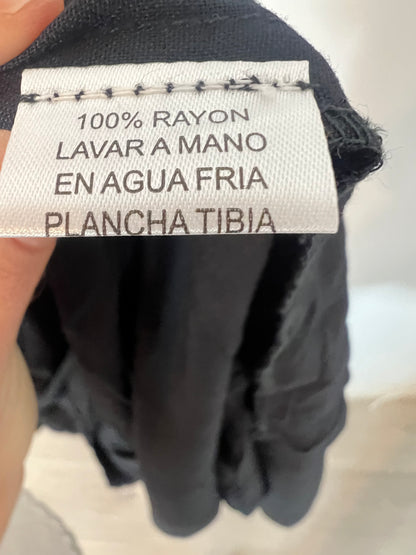 100% RAYON
LAVAR A MANO
EN AGUA FRIA
PLANCHA TIBIA